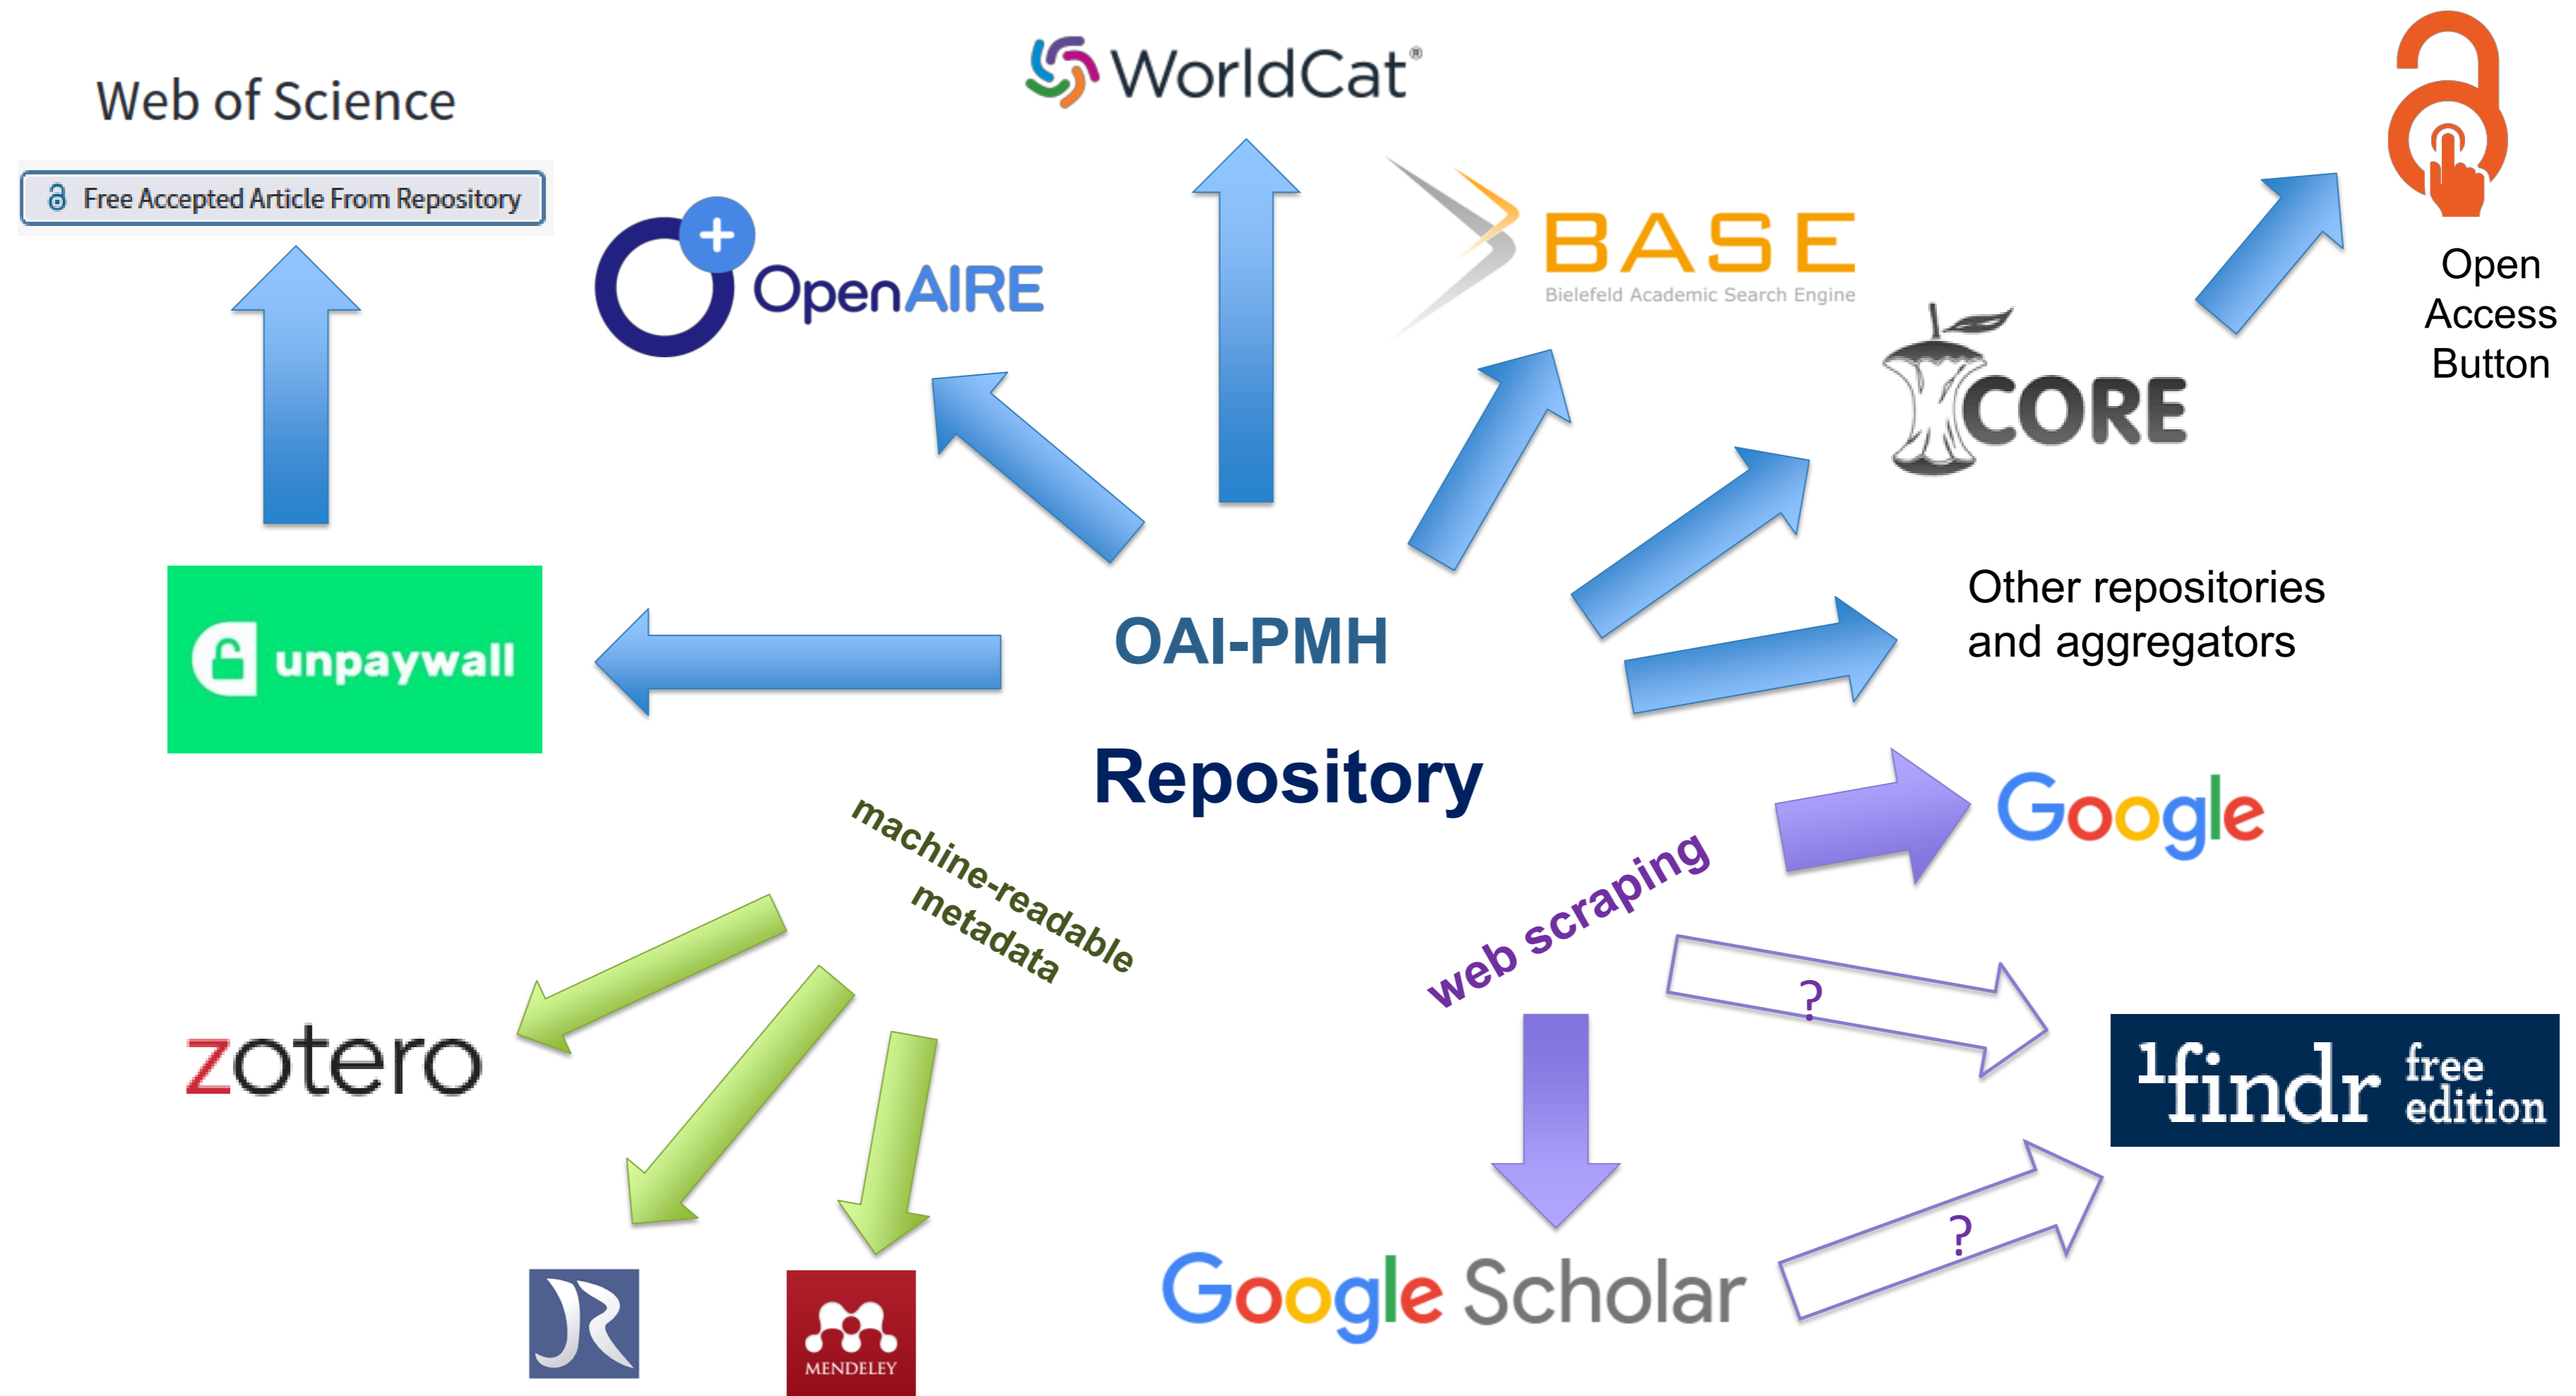 Web of Science
Free Accepted Article From Repository
WorldCat®
OpenAIRE
BASE
Bielefeld Academic Search Engine
CORE
Open
Access
Button
unpaywall
OAI-PMH
Other repositories
and aggregators
Repository
Google
machine-readable
metadata
web scraping
?
zotero
1findr free
edition
?
JR
MENDELEY
Google Scholar